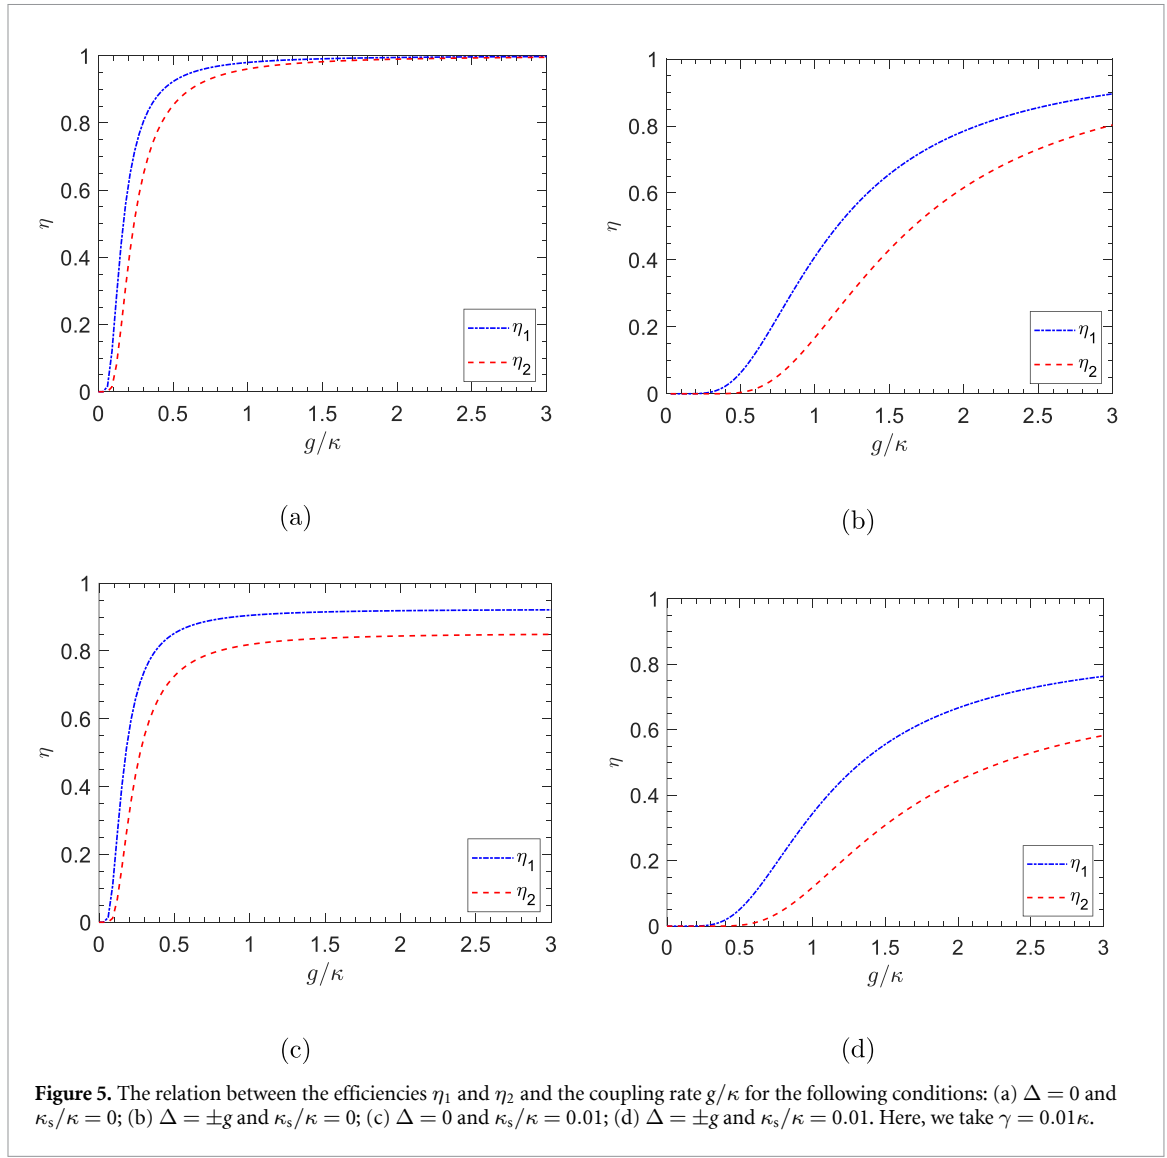 1
0.8
0.6
0.4
0.2
0
η
η1
η2
0 0.5 1 1.5 2 2.5 3
g/κ
(a)
1
0.8
0.6
0.4
0.2
0
η
η1
η2
0 0.5 1 1.5 2 2.5 3
g/κ
(b)
1
0.8
0.6
0.4
0.2
0
η
η1
η2
0 0.5 1 1.5 2 2.5 3
g/κ
(c)
1
0.8
0.6
0.4
0.2
0
η
η1
η2
0 0.5 1 1.5 2 2.5 3
g/κ
(d)
Figure 5. The relation between the efficiencies η1 and η2 and the coupling rate g/κ for the following conditions: (a) Δ = 0 and
κs/κ = 0; (b) Δ = ±g and κs/κ = 0; (c) Δ = 0 and κs/κ = 0.01; (d) Δ = ±g and κs/κ = 0.01. Here, we take γ = 0.01κ.